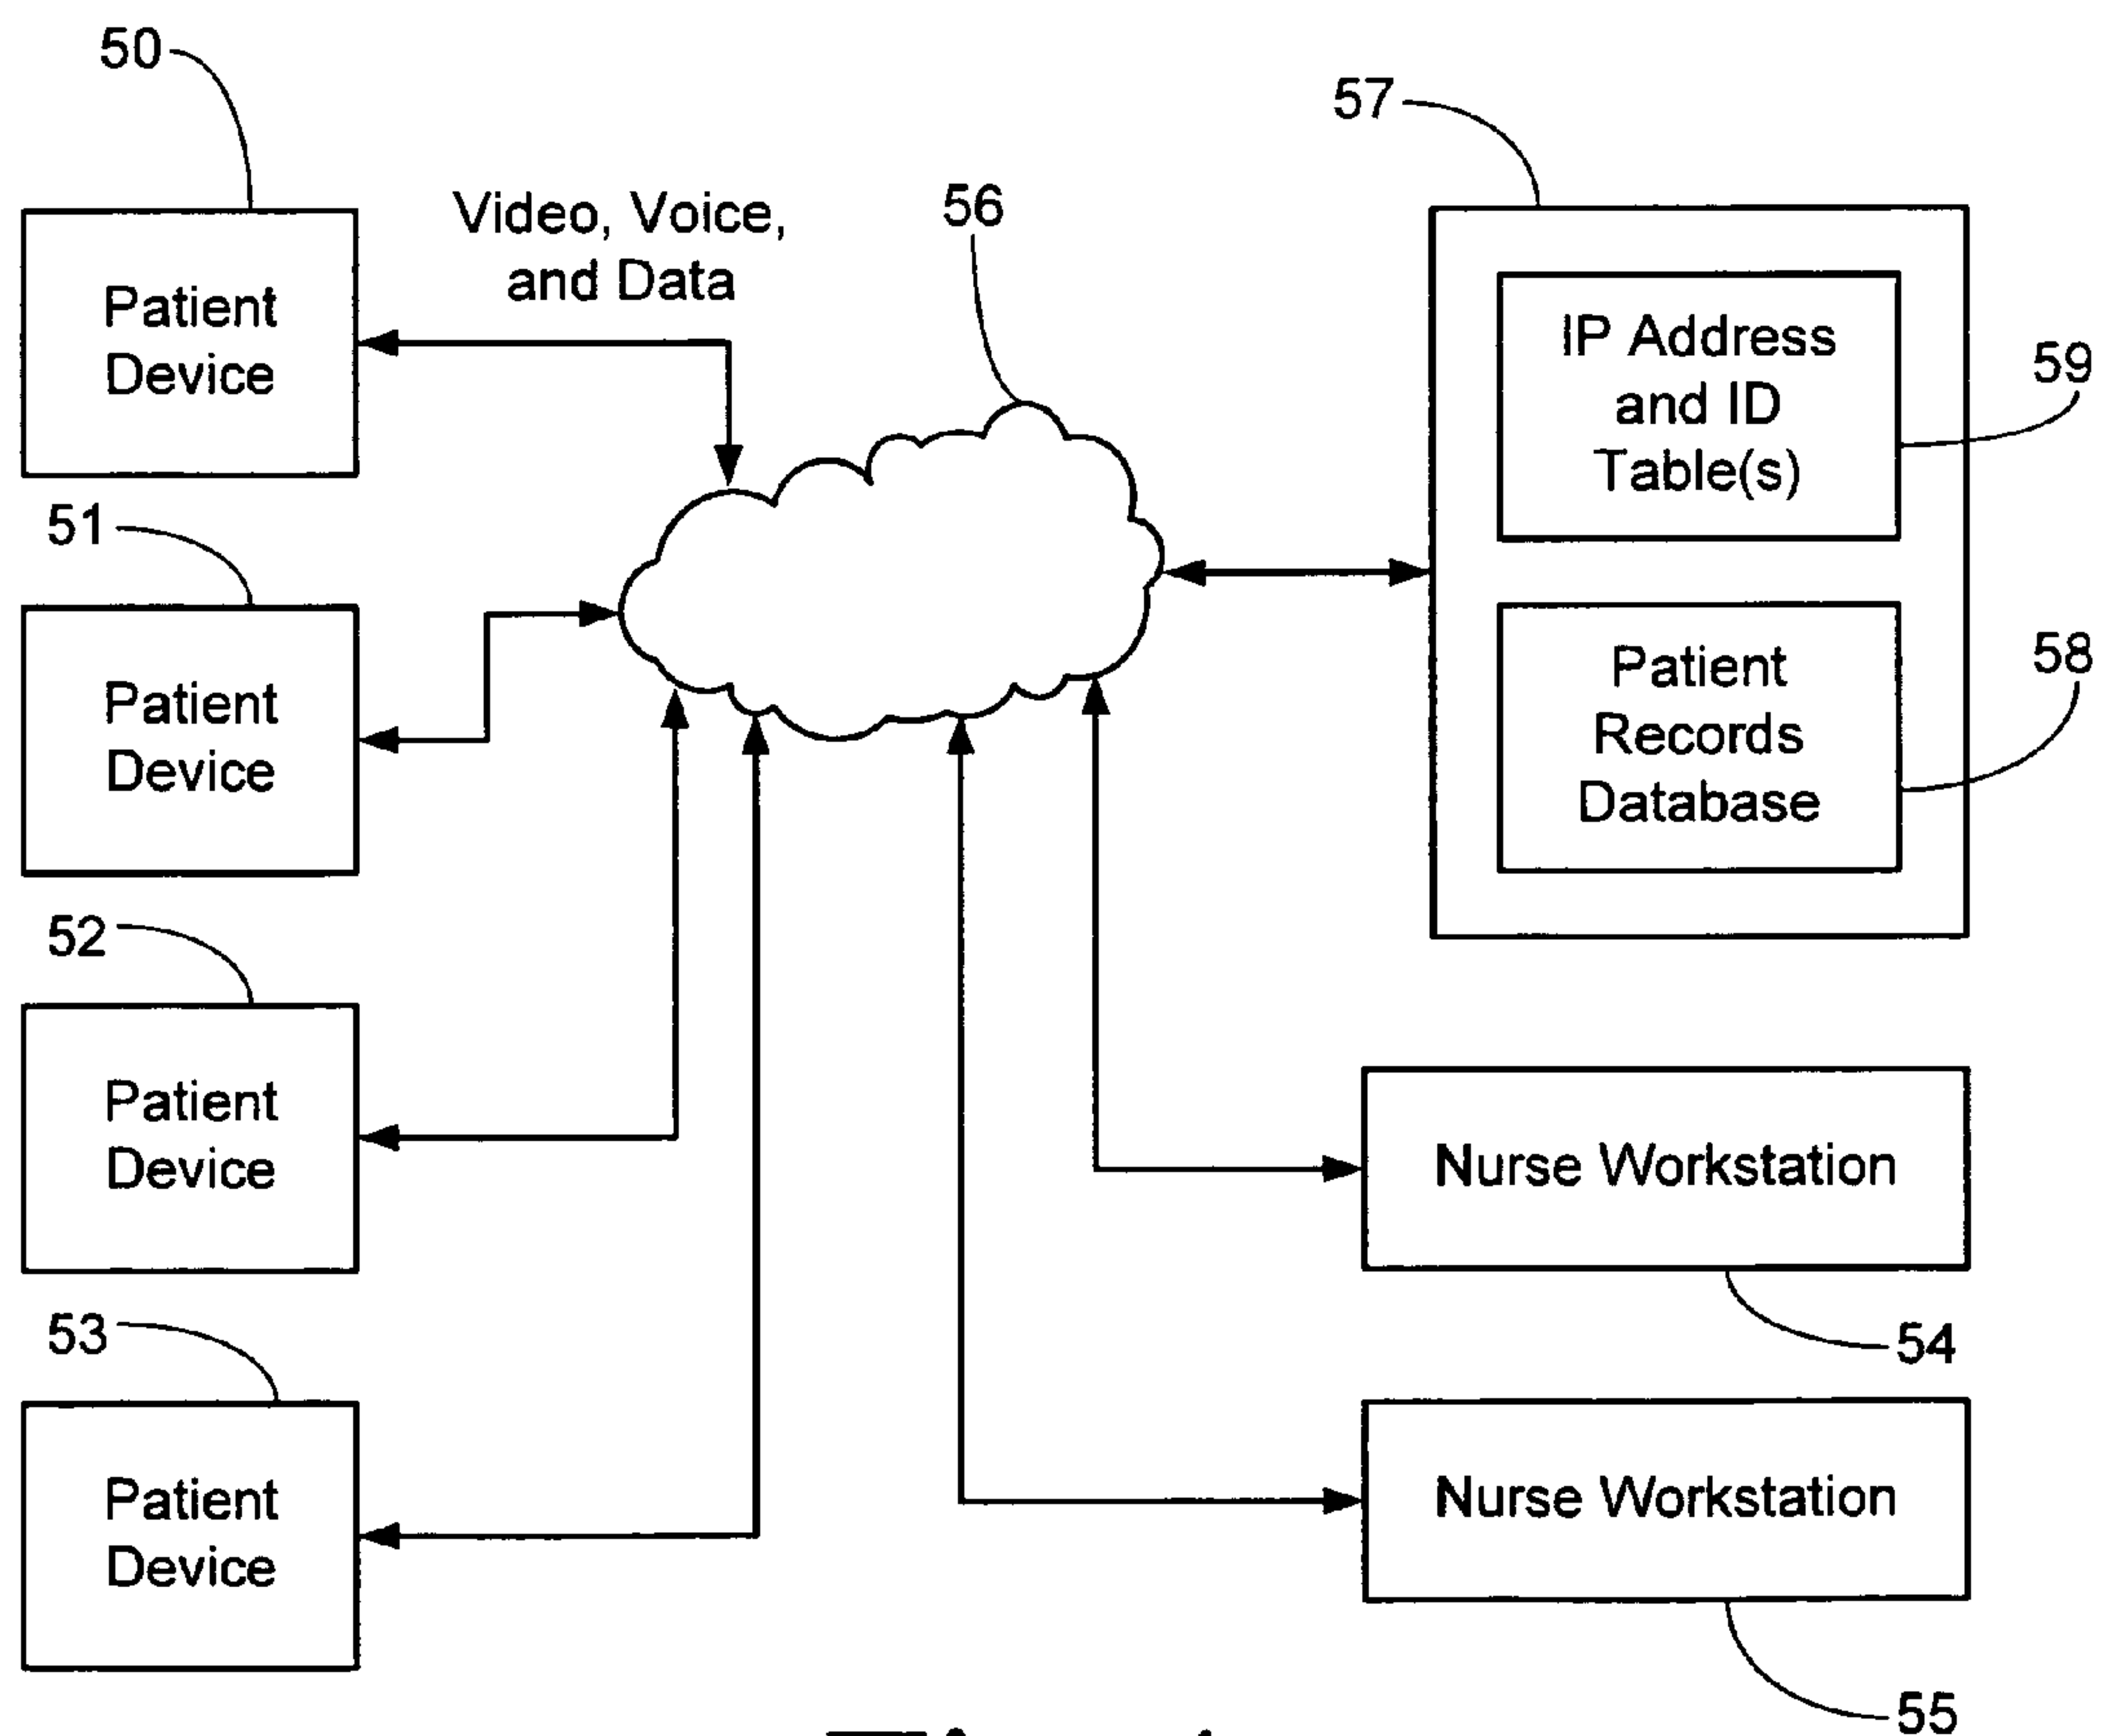 50
57
Video, Voice,
and Data
56
Patient
Device
IP Address
and ID
Table(s)
59
51
Patient
Device
Patient
Records
Database
58
52
Patient
Device
Nurse Workstation
54
53
Patient
Device
Nurse Workstation
55